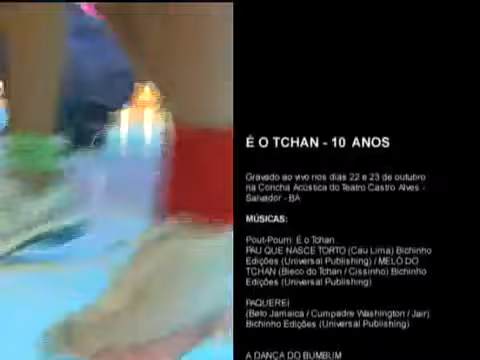 É O TCHAN - 10 ANOS
Gravado ao vivo nos dias 22 e 23 de outubro
na Concha Acústica do Teatro Castro Alves -
Salvador - BA
MÚSICAS:
Pout-Pourri É o Tchan
PAU QUE NASCE TORTO (Cau Lima) Bichinho
Edições (Universal Publishing) / MELÔ DO
TCHAN (Bieco do Tchan / Cissinho) Bichinho
Edições (Universal Publishing)
PAQUEREI
(Beto Jamaica / Cumpadre Washington / Jair)
Bichinho Edições (Universal Publishing)
A DANÇA DO BUMBUM